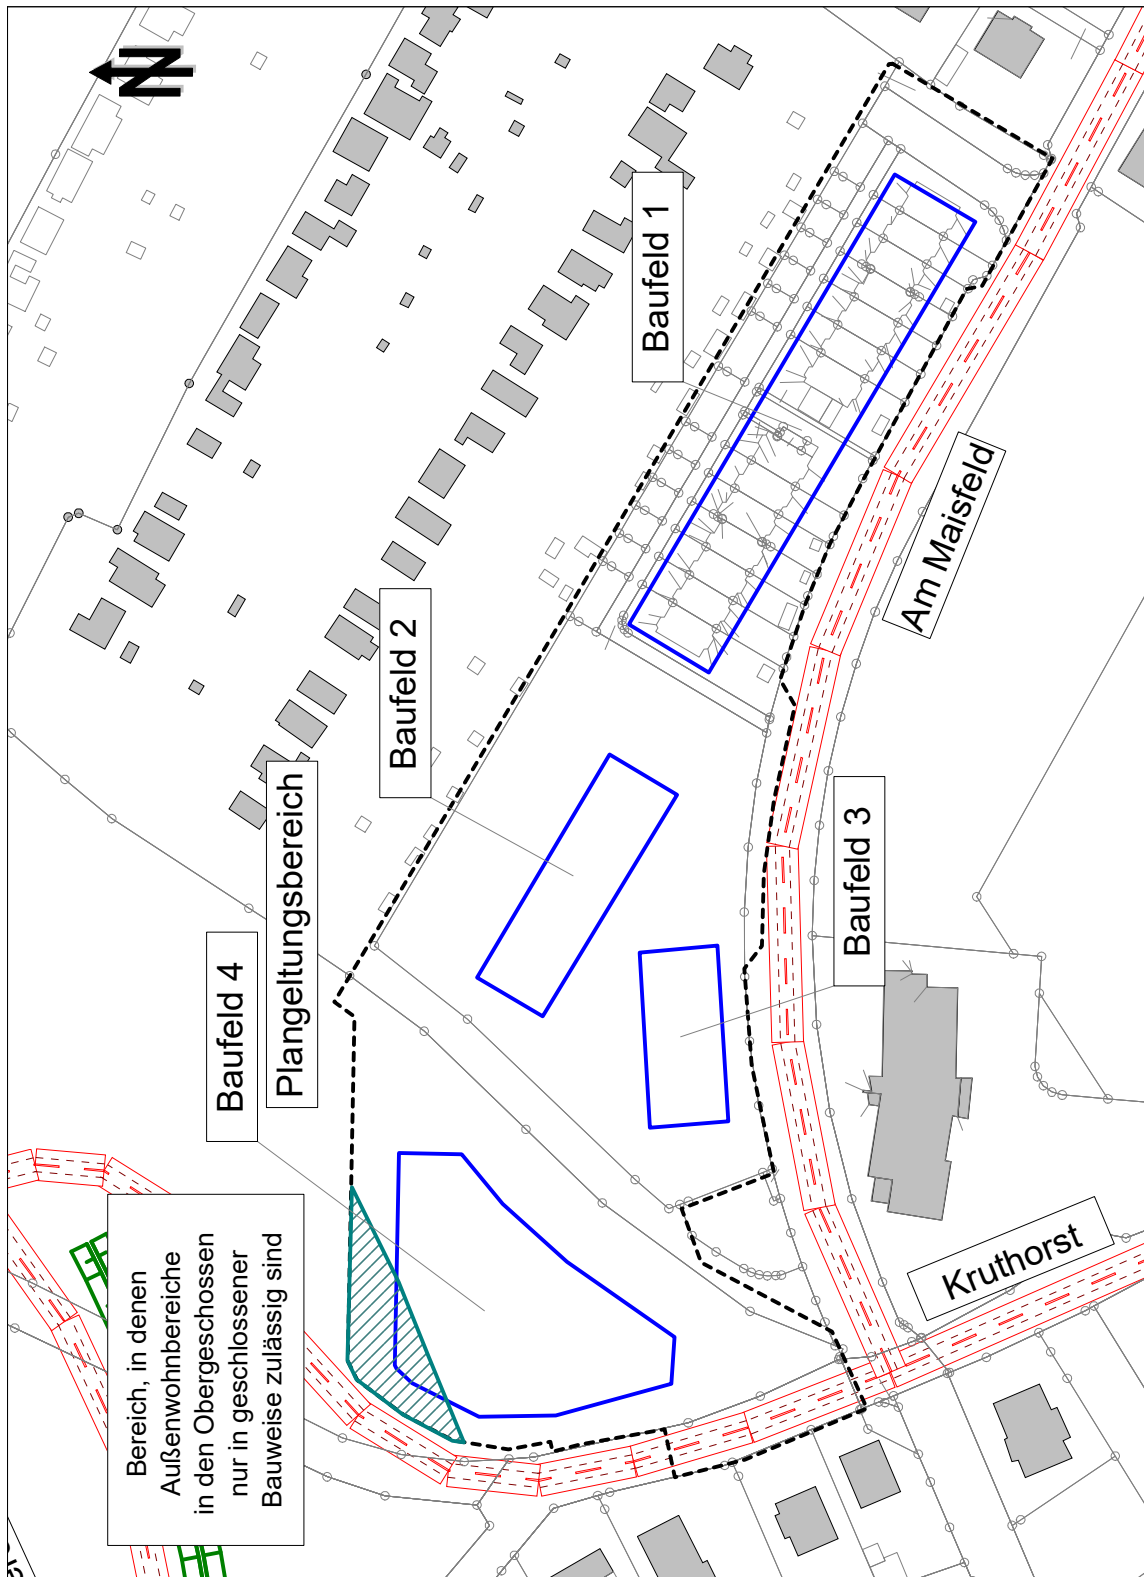 N
Baufeld 1
Baufeld 2
Plangeltungsbereich
Baufeld 4
Bereich, in denen
Außenwohnbereiche
in den Obergeschossen
nur in geschlossener
Bauweise zulässig sind
Am Maisfeld
Baufeld 3
Kruthorst